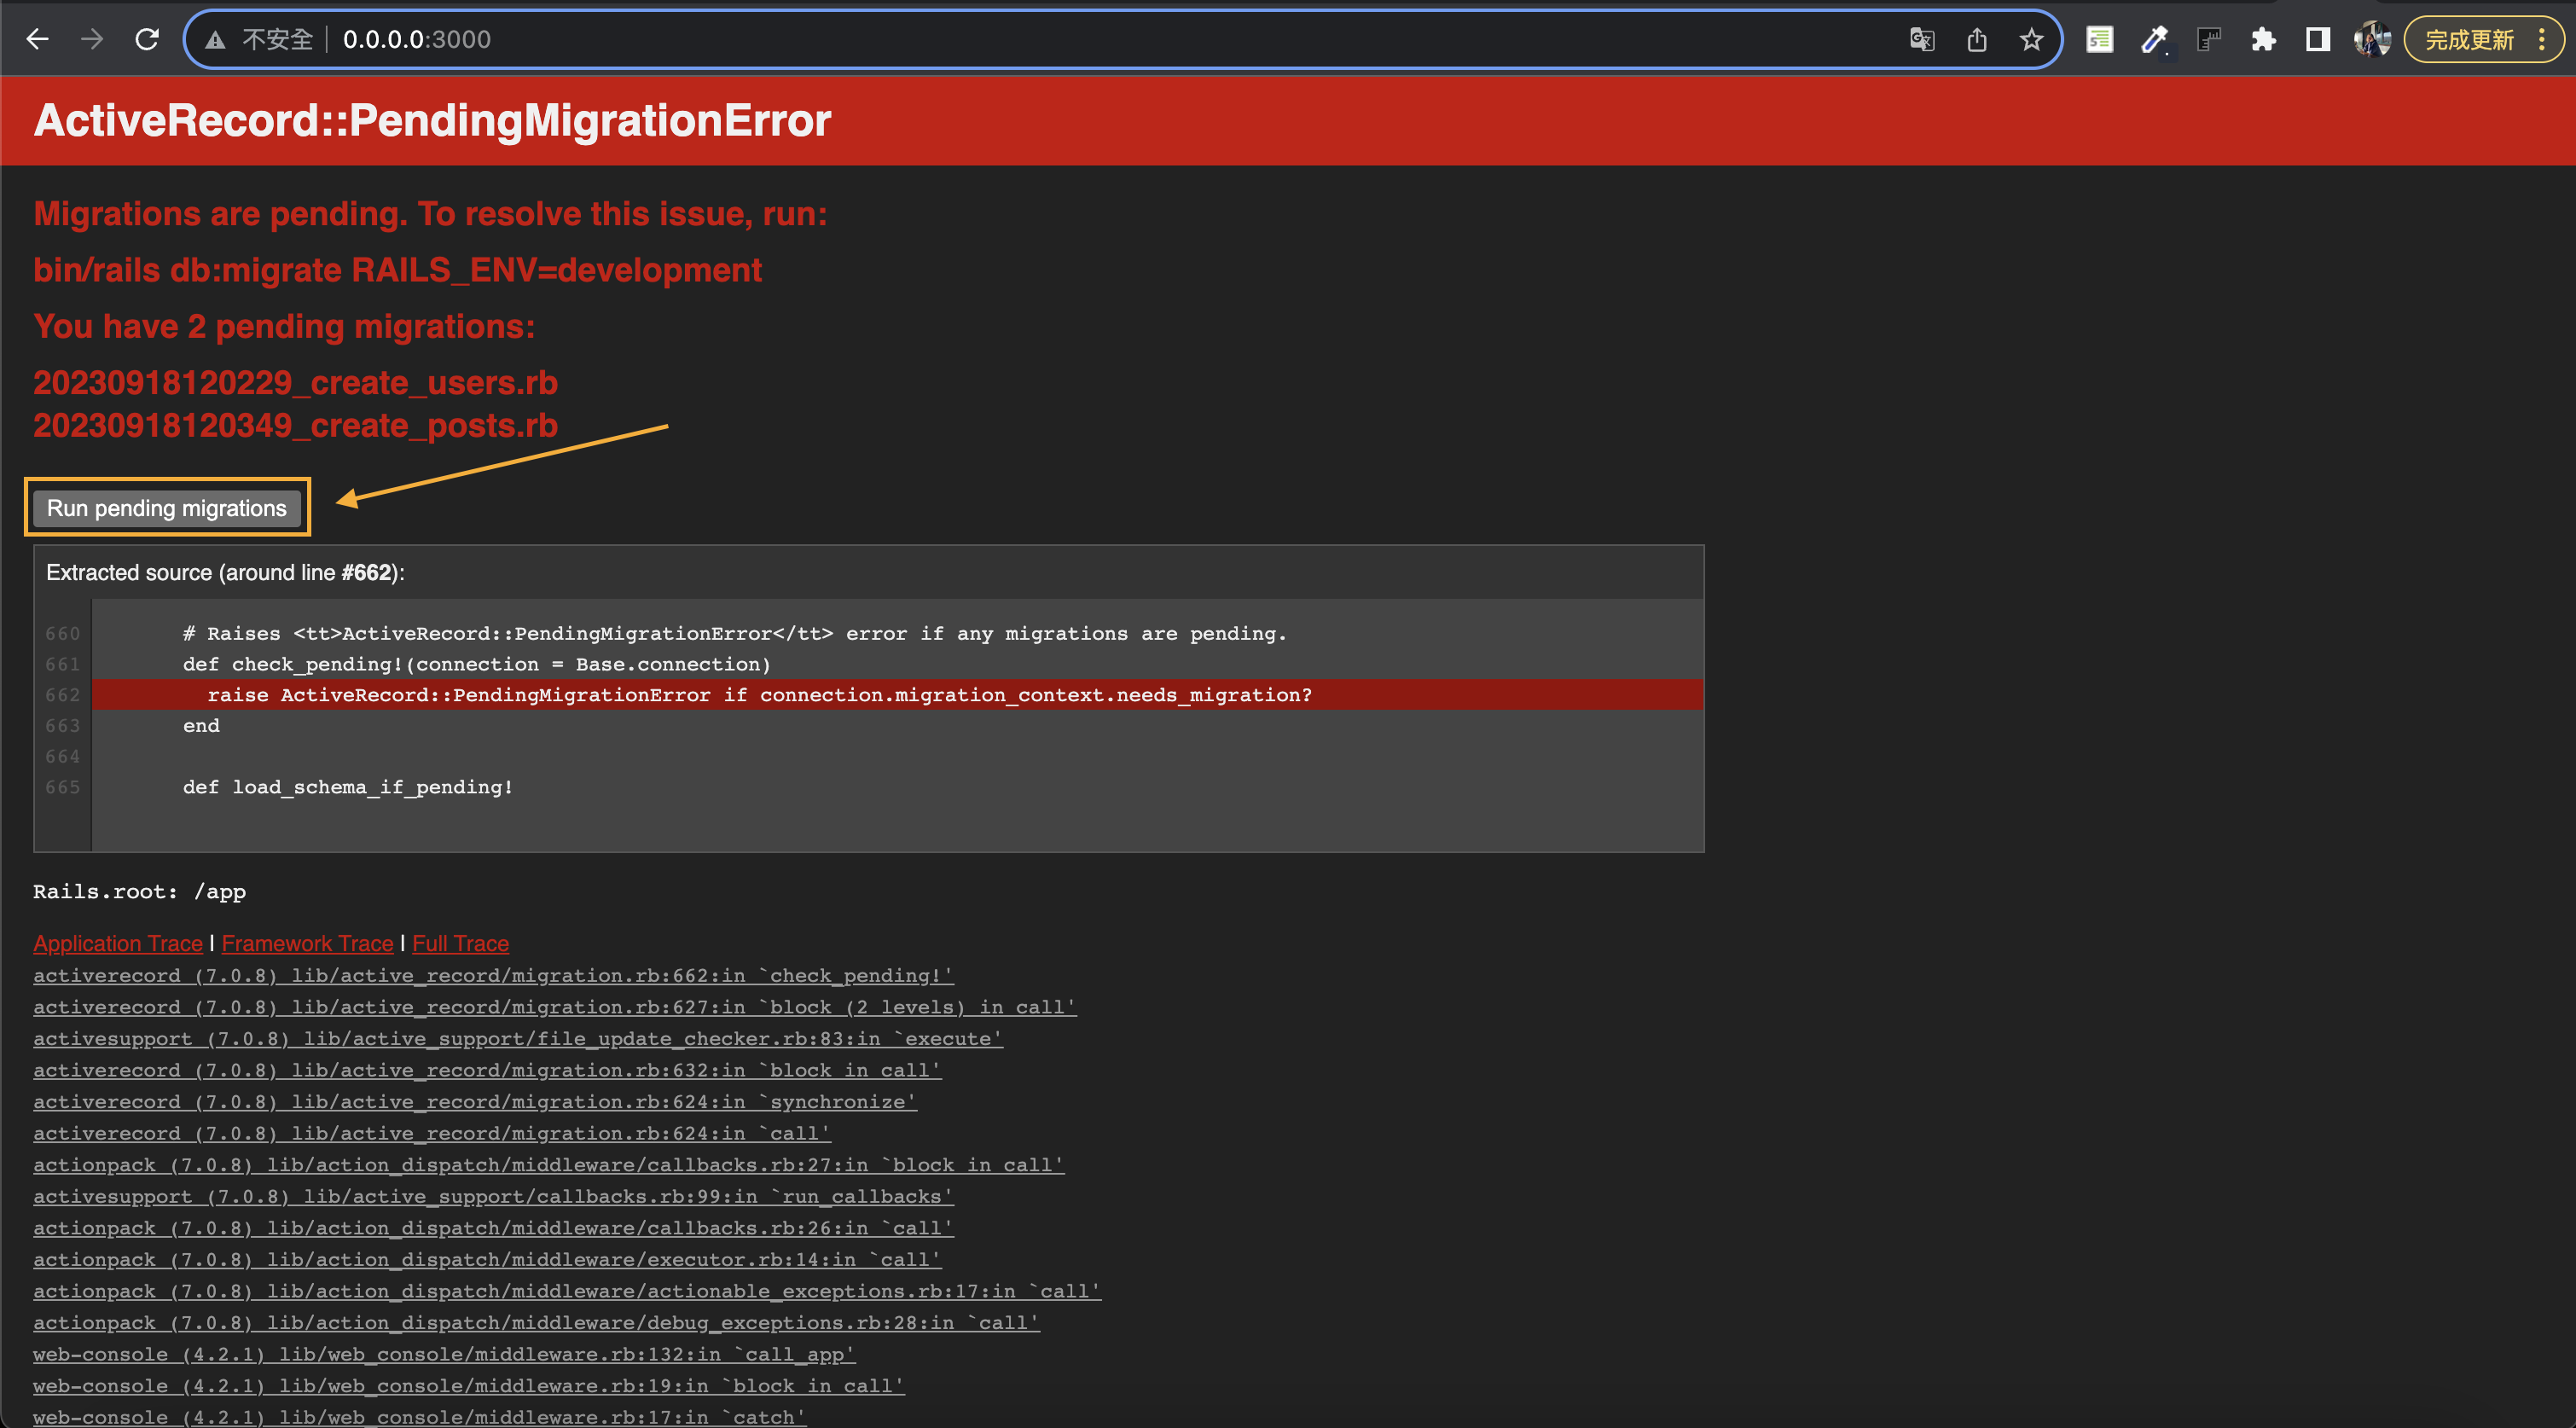 不安全 | 0.0.0.0:3000
完成更新
ActiveRecord::PendingMigrationError
Migrations are pending. To resolve this issue, run:
bin/rails db:migrate RAILS_ENV=development
You have 2 pending migrations:
20230918120229_create_users.rb
20230918120349_create_posts.rb
Run pending migrations
Extracted source (around line #662):
660 # Raises <tt>ActiveRecord::PendingMigrationError</tt> error if any migrations are pending.
661 def check_pending!(connection = Base.connection)
662 raise ActiveRecord::PendingMigrationError if connection.migration_context.needs_migration?
663 end
664
665 def load_schema_if_pending!
Rails.root: /app
Application Trace | Framework Trace | Full Trace
activerecord (7.0.8) lib/active_record/migration.rb:662:in `check_pending!'
activerecord (7.0.8) lib/active_record/migration.rb:627:in `block (2 levels) in call'
activesupport (7.0.8) lib/active_support/file_update_checker.rb:83:in `execute'
activerecord (7.0.8) lib/active_record/migration.rb:632:in `block in call'
activerecord (7.0.8) lib/active_record/migration.rb:624:in `synchronize'
activerecord (7.0.8) lib/active_record/migration.rb:624:in `call'
actionpack (7.0.8) lib/action_dispatch/middleware/callbacks.rb:27:in `block in call'
activesupport (7.0.8) lib/active_support/callbacks.rb:99:in `run_callbacks'
actionpack (7.0.8) lib/action_dispatch/middleware/callbacks.rb:26:in `call'
actionpack (7.0.8) lib/action_dispatch/middleware/executor.rb:14:in `call'
actionpack (7.0.8) lib/action_dispatch/middleware/actionable_exceptions.rb:17:in `call'
actionpack (7.0.8) lib/action_dispatch/middleware/debug_exceptions.rb:28:in `call'
web-console (4.2.1) lib/web_console/middleware.rb:132:in `call_app'
web-console (4.2.1) lib/web_console/middleware.rb:19:in `block in call'
web-console (4.2.1) lib/web_console/middleware.rb:17:in `catch'